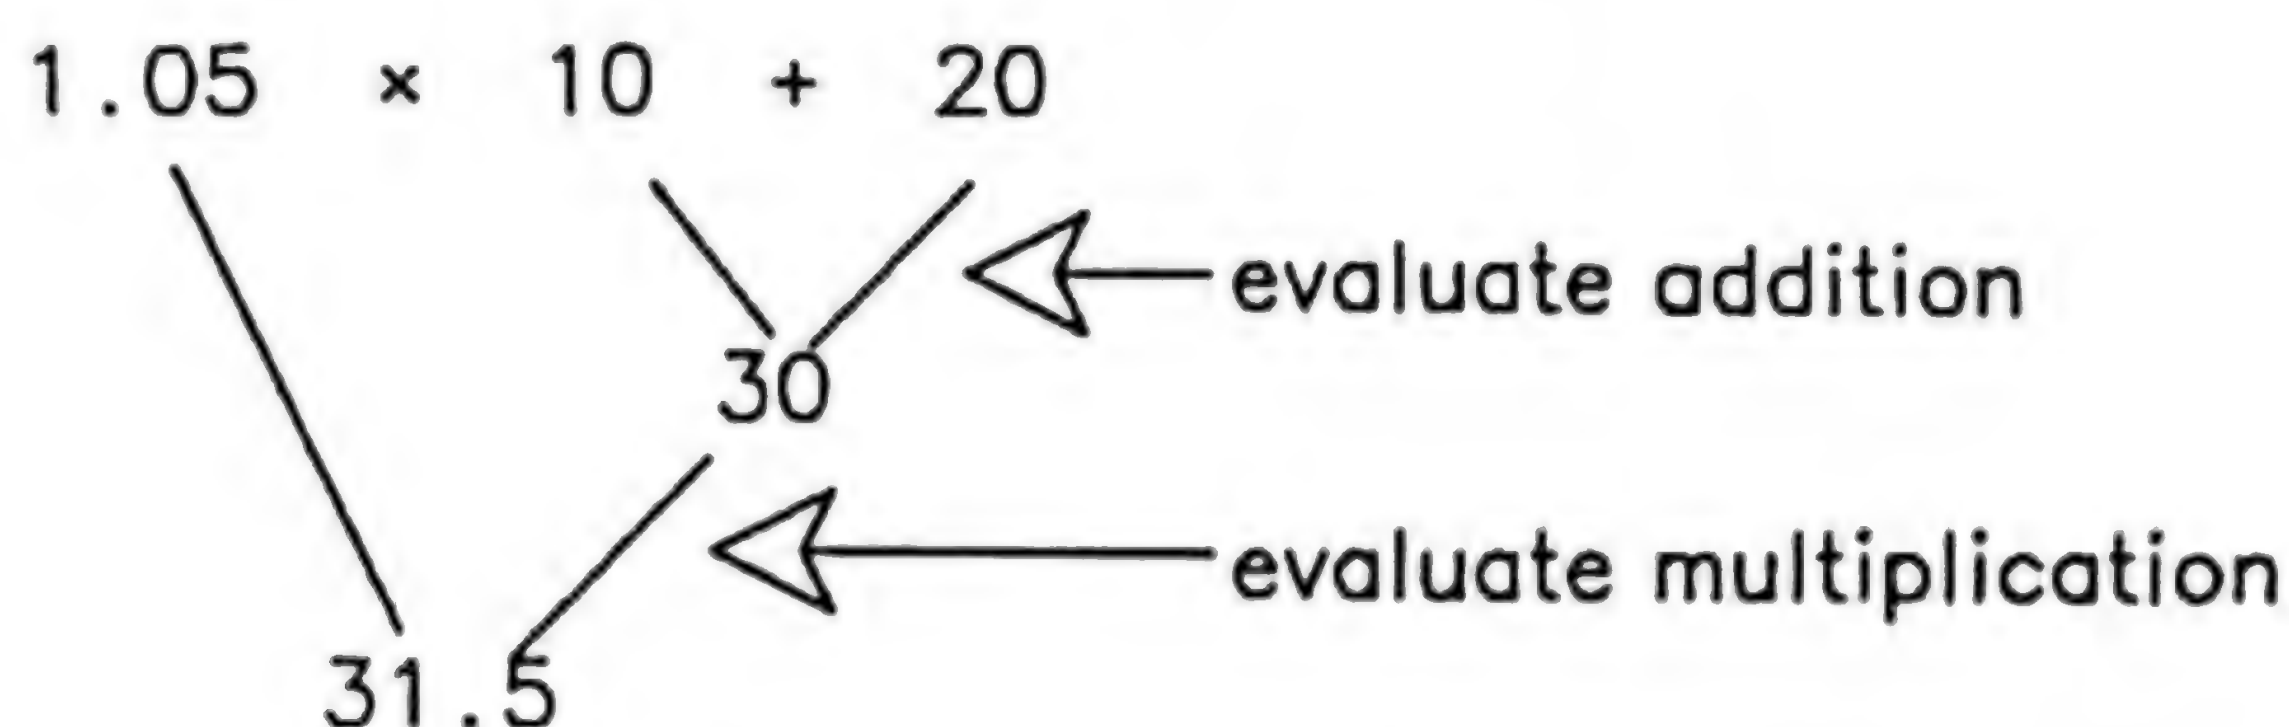 1.05 × 10 + 20
evaluate addition
30
evaluate multiplication
31.5